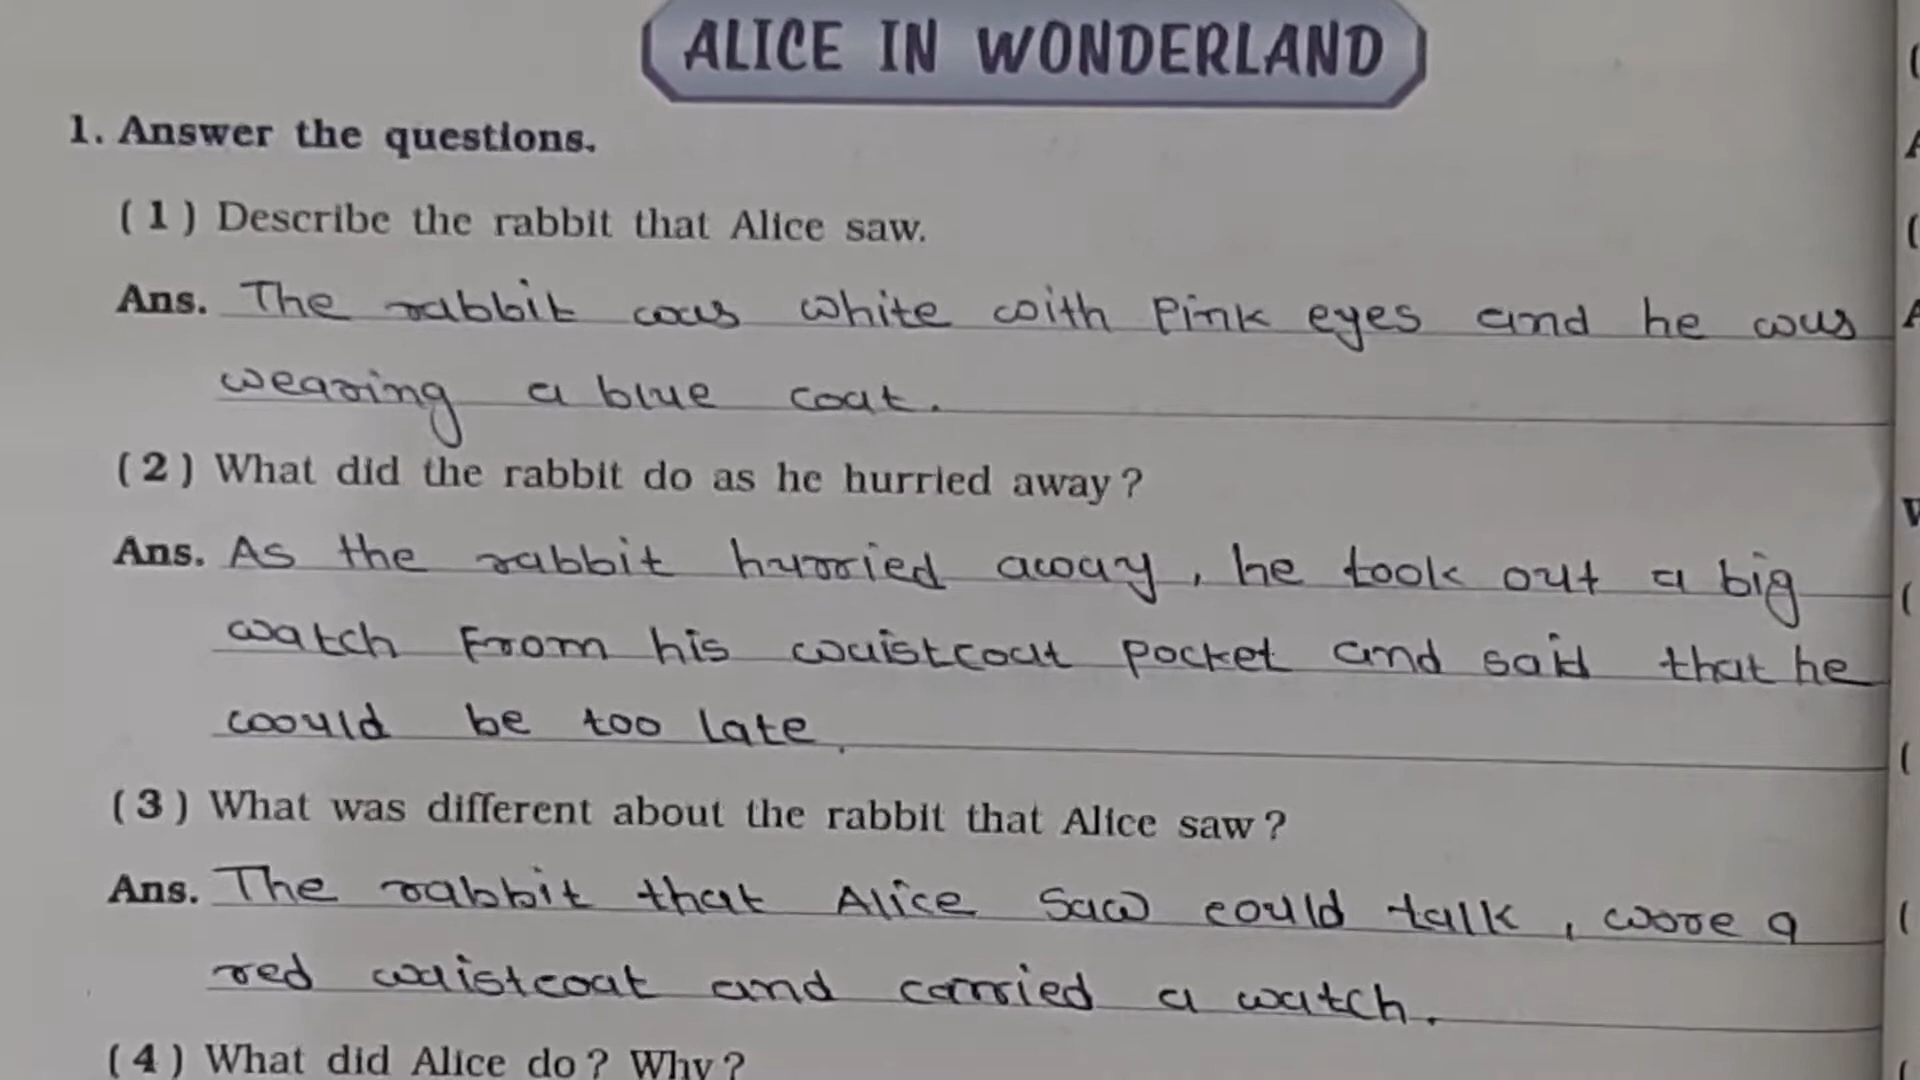 ALICE IN WONDERLAND
1. Answer the questions.
(1) Describe the rabbit that Alice saw.
Ans. The rabbit was white with Pink eyes and he was
wearing a blue coat.
(2) What did the rabbit do as he hurried away?
Ans. As the rabbit hurried away, he took out a big
watch From his waistcoat pocket and said that he
would be too late.
(3) What was different about the rabbit that Alice saw?
Ans. The rabbit that Alice saw could talk, wore a
red waistcoat and carried a watch.
(4) What did Alice do? Why?